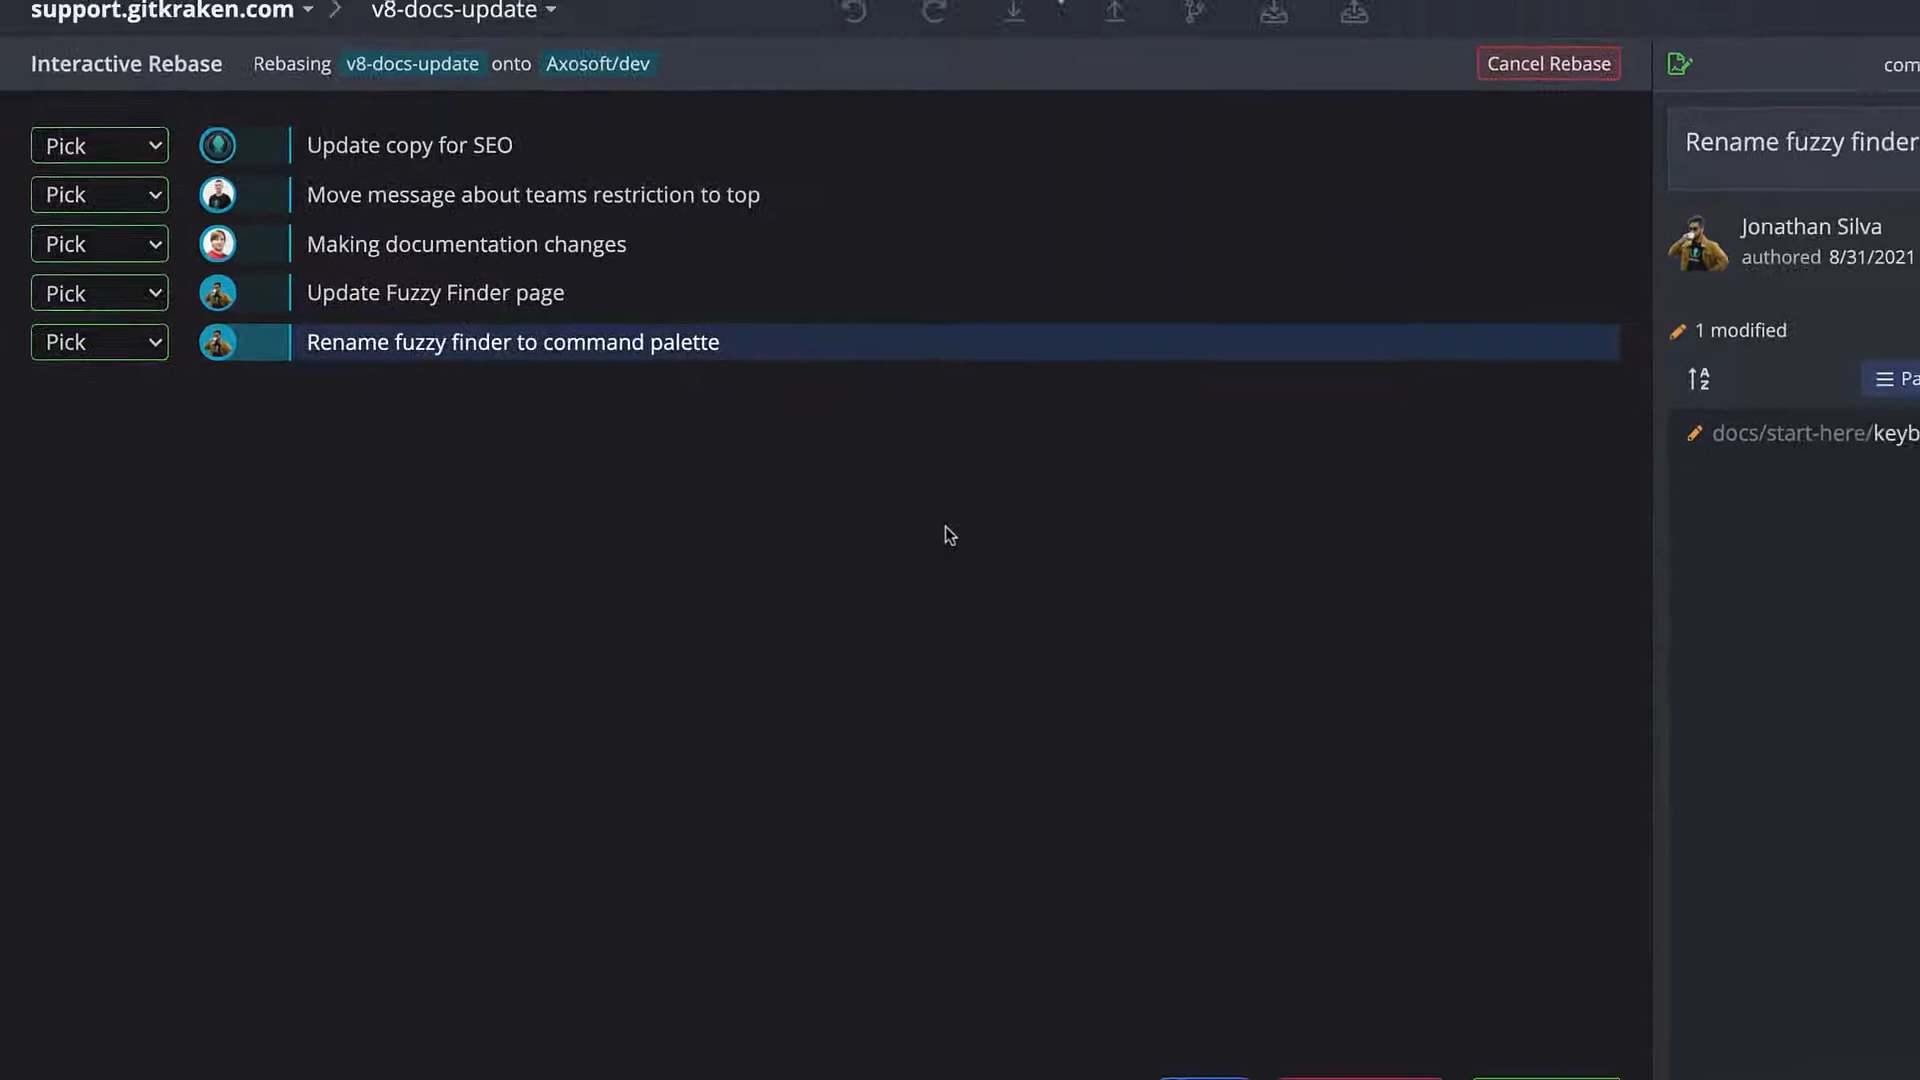 support.gitkraken.com v8-docs-update
Interactive Rebase Rebasing v8-docs-update onto Axosoft/dev Cancel Rebase
com
Pick Update copy for SEO
Pick Move message about teams restriction to top
Pick Making documentation changes
Pick Update Fuzzy Finder page
Pick Rename fuzzy finder to command palette
Rename fuzzy finder
Jonathan Silva
authored 8/31/2021
1 modified
A
Z
Pa
docs/start-here/keyb